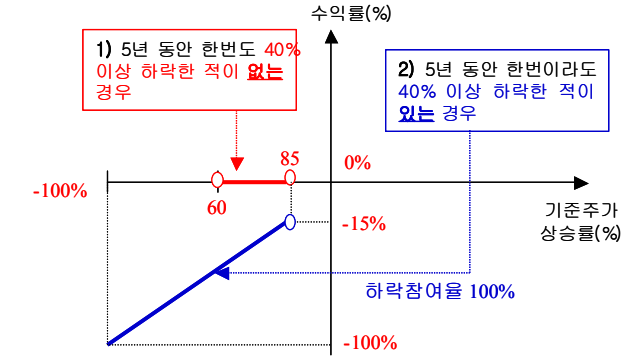 수익률(%)
1) 5년 동안 한번도 40%
이상 하락한 적이 없는
경우
2) 5년 동안 한번이라도
40% 이상 하락한 적이
있는 경우
85
0%
-100%
60
기준주가
상승률(%)
-15%
하락참여율 100%
-100%